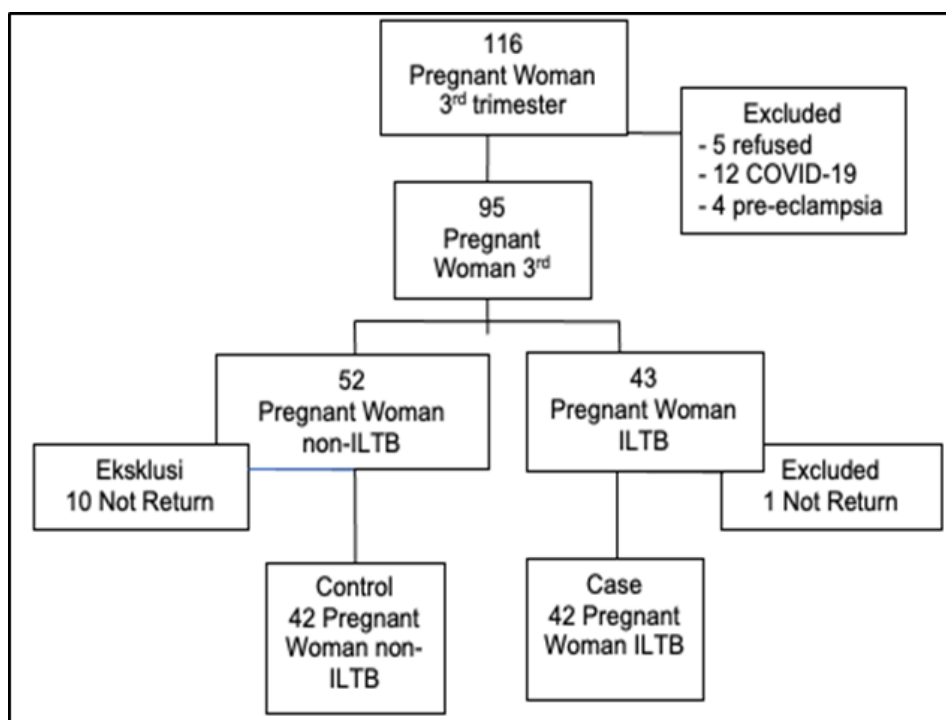 116
Pregnant Woman
3rd trimester
Excluded
- 5 refused
- 12 COVID-19
- 4 pre-eclampsia
95
Pregnant
Woman 3rd
52
Pregnant Woman
non-ILTB
43
Pregnant Woman
ILTB
Eksklusi
10 Not Return
Excluded
1 Not Return
Control
42 Pregnant
Woman non-
ILTB
Case
42 Pregnant
Woman ILTB